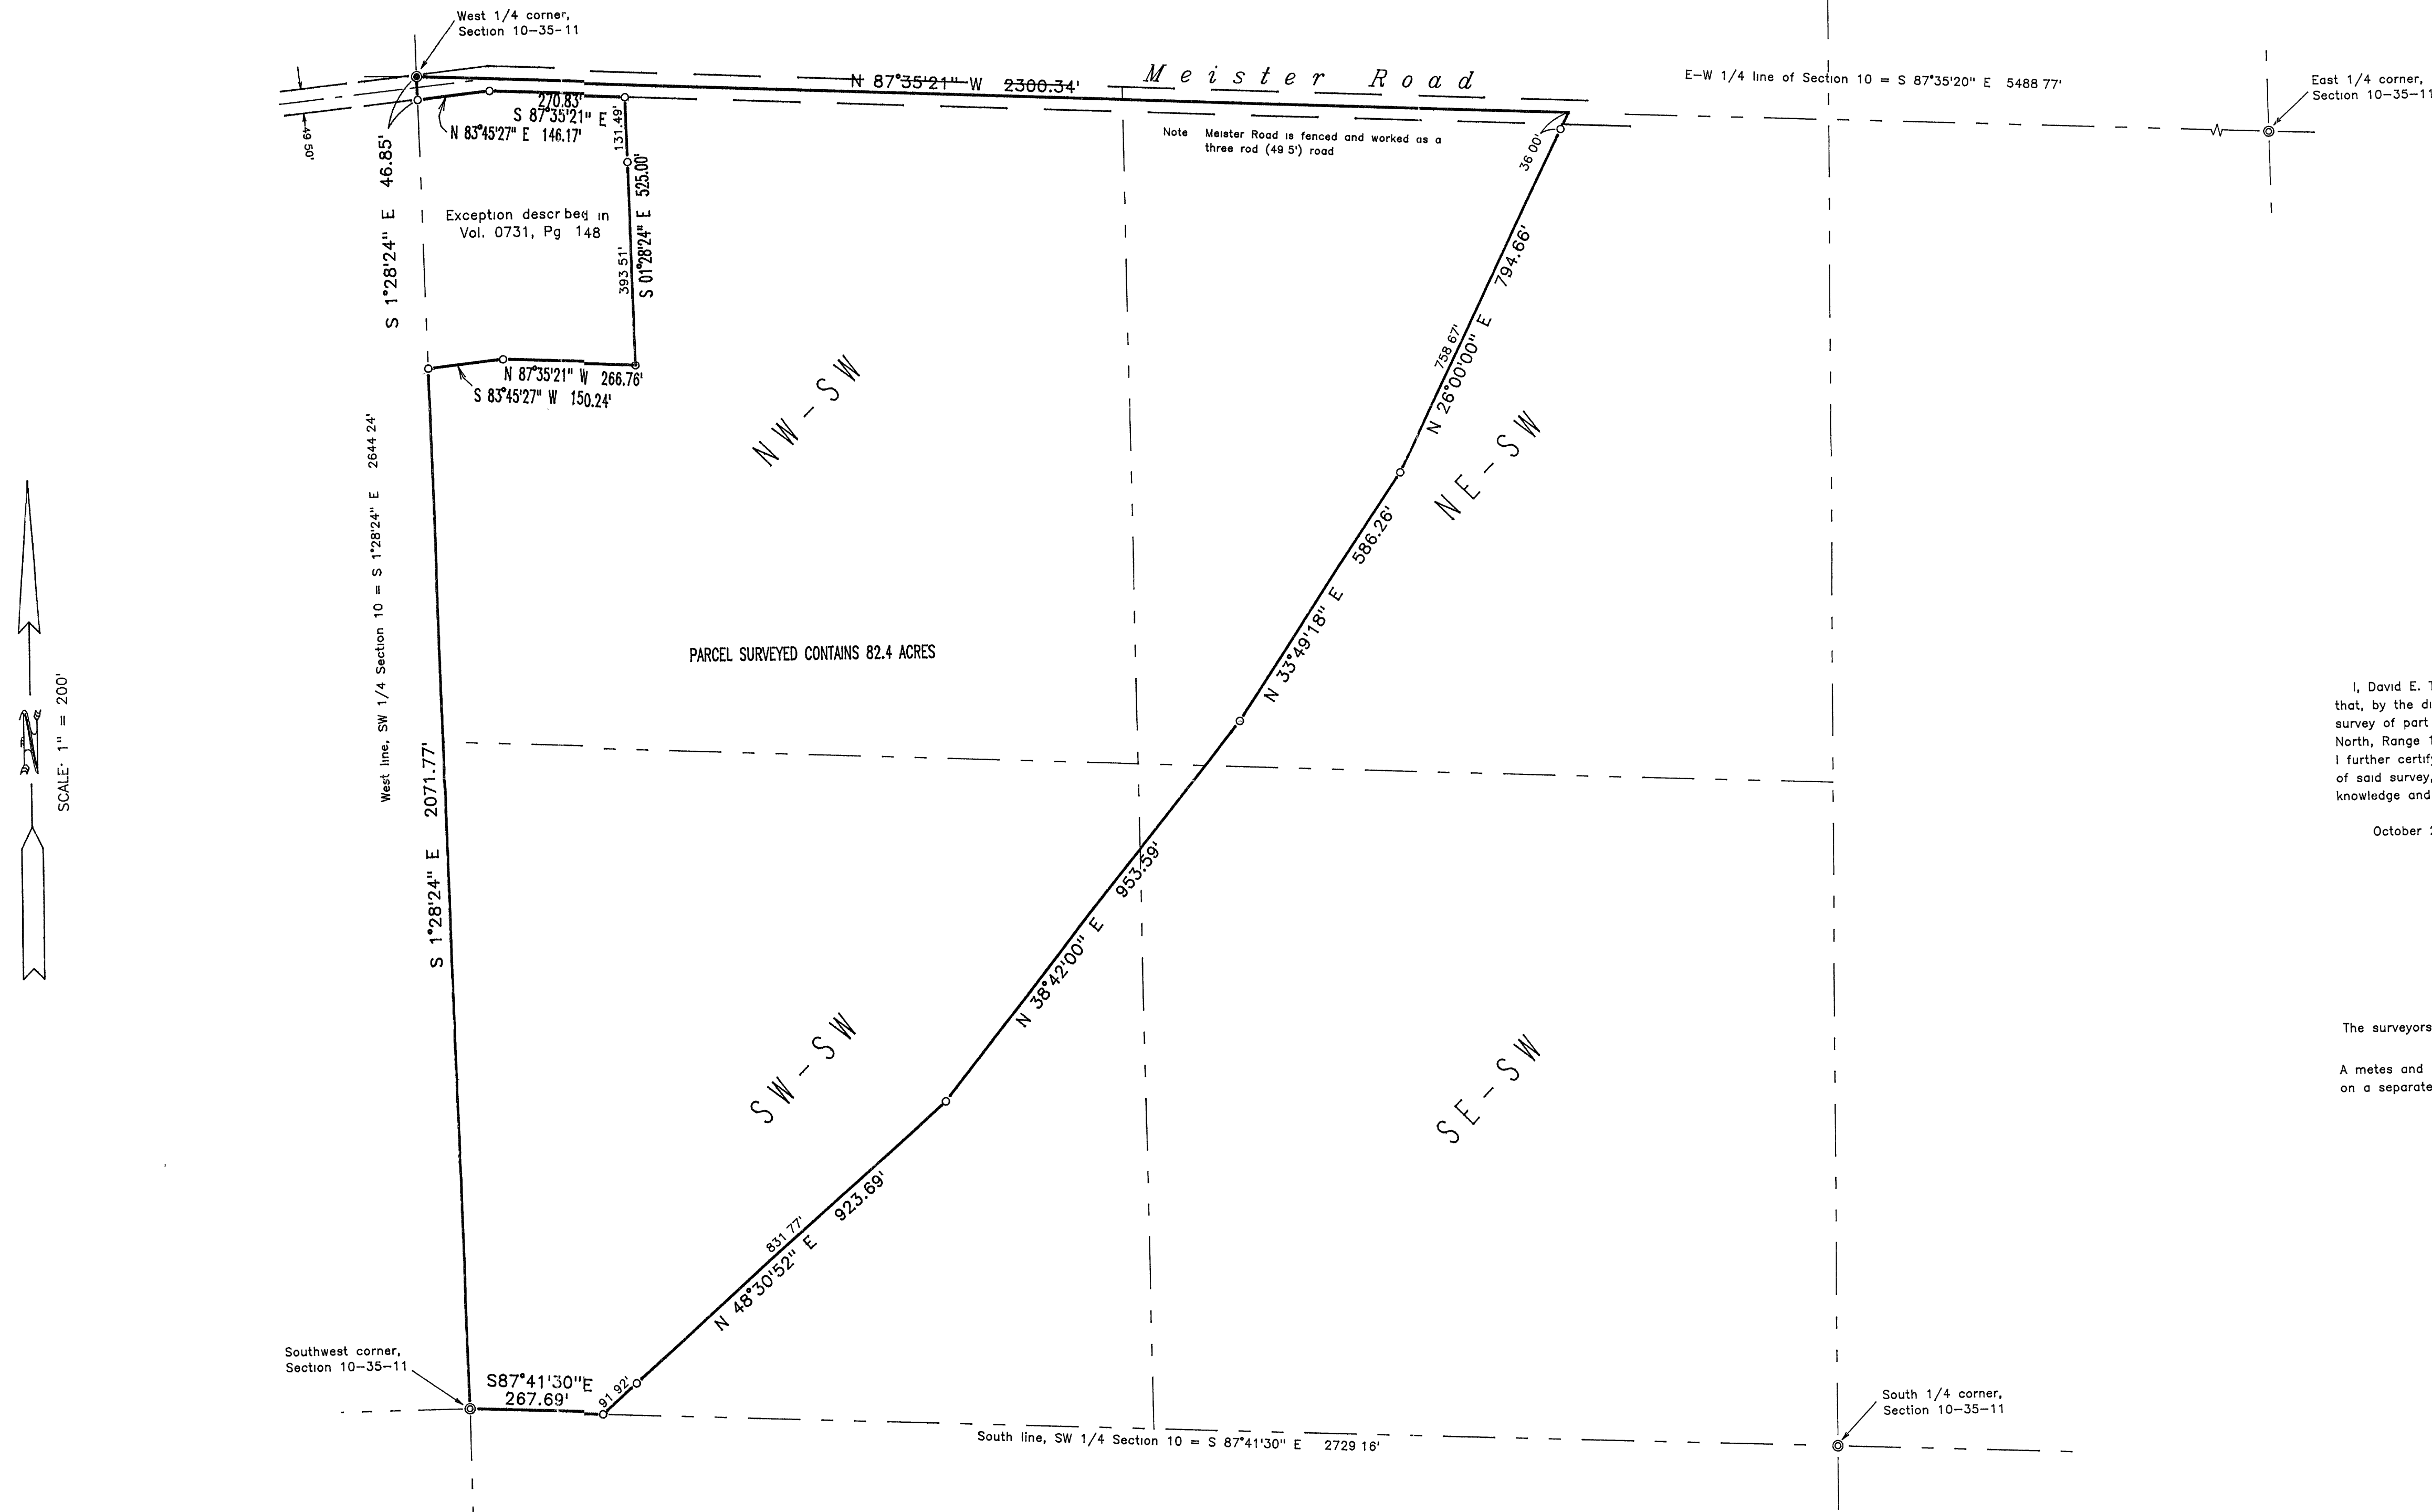 West 1/4 corner,
Section 10-35-11
N 87°35'21" W 2300.34'
Meister Road
E-W 1/4 line of Section 10 = S 87°35'20" E 5488 77'
East 1/4 corner,
Section 10-35-11
49 50'
270.83'
S 87°35'21" E
N 83°45'27" E 146.17'
131.49'
Note Meister Road is fenced and worked as a
three rod (49 5') road
36 00'
S 1°28'24" E 46.85'
Exception described in
Vol. 0731, Pg 148
393 51'
S 01°28'24" E 525.00'
N 87°35'21" W 266.76'
S 83°45'27" W 150.24'
758 67'
N 26°00'00" E 794.66'
NW-SW
NE-SW
West line, SW 1/4 Section 10 = S 1°28'24" E 2644 24'
N 33°49'18" E 586.26'
PARCEL SURVEYED CONTAINS 82.4 ACRES
N
SCALE· 1" = 200'
I, David E. T
that, by the di
survey of part
North, Range 1
I further certify
of said survey,
knowledge and
October 2
S 1°28'24" E 2071.77'
N 38°42'00" E 953.59'
SW-SW
SE-SW
The surveyors
A metes and
on a separate
831 77'
N 48°30'52" E 923.69'
Southwest corner,
Section 10-35-11
S87°41'30"E
267.69'
91 92'
South 1/4 corner,
Section 10-35-11
South line, SW 1/4 Section 10 = S 87°41'30" E 2729 16'